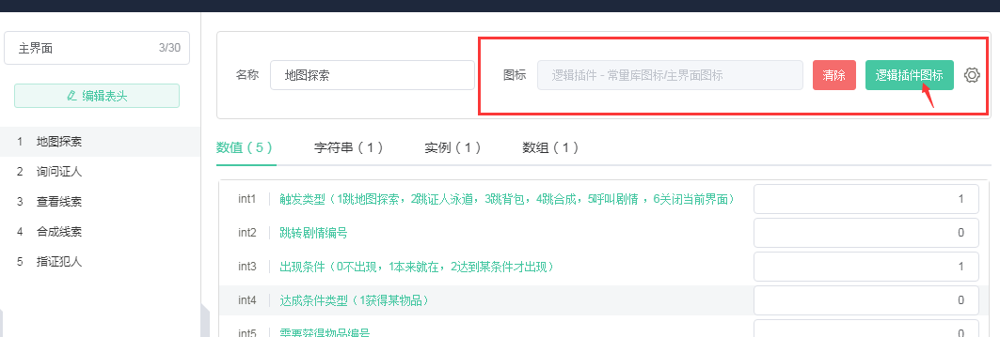 主界面 3/30
编辑表头
1 地图探索
2 询问证人
3 查看线索
4 合成线索
5 指证犯人
名称 地图探索 图标 逻辑插件 - 常量库图标/主界面图标 清除 逻辑插件图标
数值（5） 字符串（1） 实例（1） 数组（1）
int1 触发类型（1跳地图探索，2跳证人泳道，3跳背包，4跳合成，5呼叫剧情 ，6关闭当前界面） 1
int2 跳转剧情编号 0
int3 出现条件（0不出现，1本来就在，2达到某条件才出现） 1
int4 达成条件类型（1获得某物品） 0
int5 需要获得物品编号 0